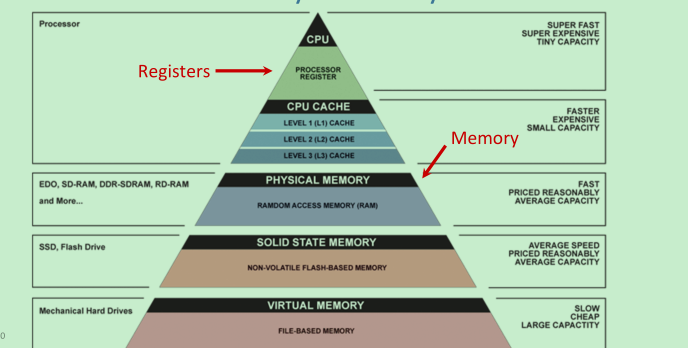 Processor
CPU
SUPER FAST
SUPER EXPENSIVE
TINY CAPACITY
Registers
PROCESSOR
REGISTER
CPU CACHE
LEVEL 1 (L1) CACHE
LEVEL 2 (L2) CACHE
LEVEL 3 (L3) CACHE
FASTER
EXPENSIVE
SMALL CAPACITY
Memory
EDO, SD-RAM, DDR-SDRAM, RD-RAM
and More...
PHYSICAL MEMORY
RAMDOM ACCESS MEMORY (RAM)
FAST
PRICED REASONABLY
AVERAGE CAPACITY
SSD, Flash Drive
SOLID STATE MEMORY
NON-VOLATILE FLASH-BASED MEMORY
AVERAGE SPEED
PRICED REASONABLY
AVERAGE CAPACITY
Mechanical Hard Drives
VIRTUAL MEMORY
FILE-BASED MEMORY
SLOW
CHEAP
LARGE CAPACTITY